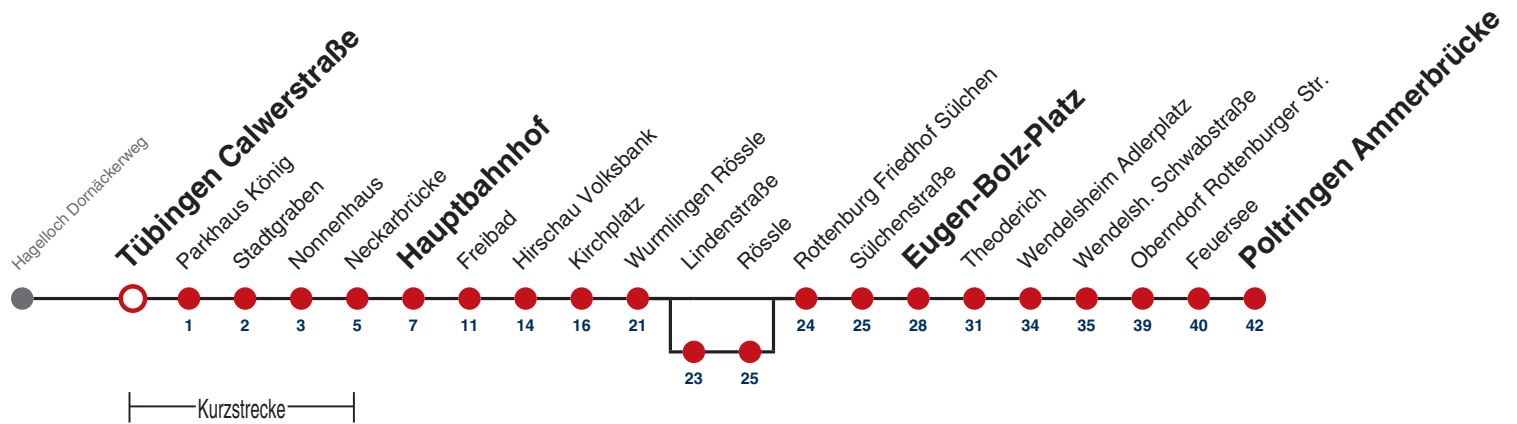 Hagelloch Dornäckerweg
Tübingen Calwerstraße
Parkhaus König
Stadtgraben
Nonnenhaus
Neckarbrücke
Hauptbahnhof
Freibad
Hirschau Volksbank
Kirchplatz
Wurmlingen Rössle
Lindenstraße
Rössle
Rottenburg Friedhof Sülchen
Sülchenstraße
Eugen-Bolz-Platz
Theoderich
Wendelsheim Adlerplatz
Wendelsh. Schwabstraße
Oberndorf Rottenburger Str.
Feuersee
Poltringen Ammerbrücke
1 2 3 5 7 11 14 16 21 24 25 28 31 34 35 39 40 42
23 25
Kurzstrecke